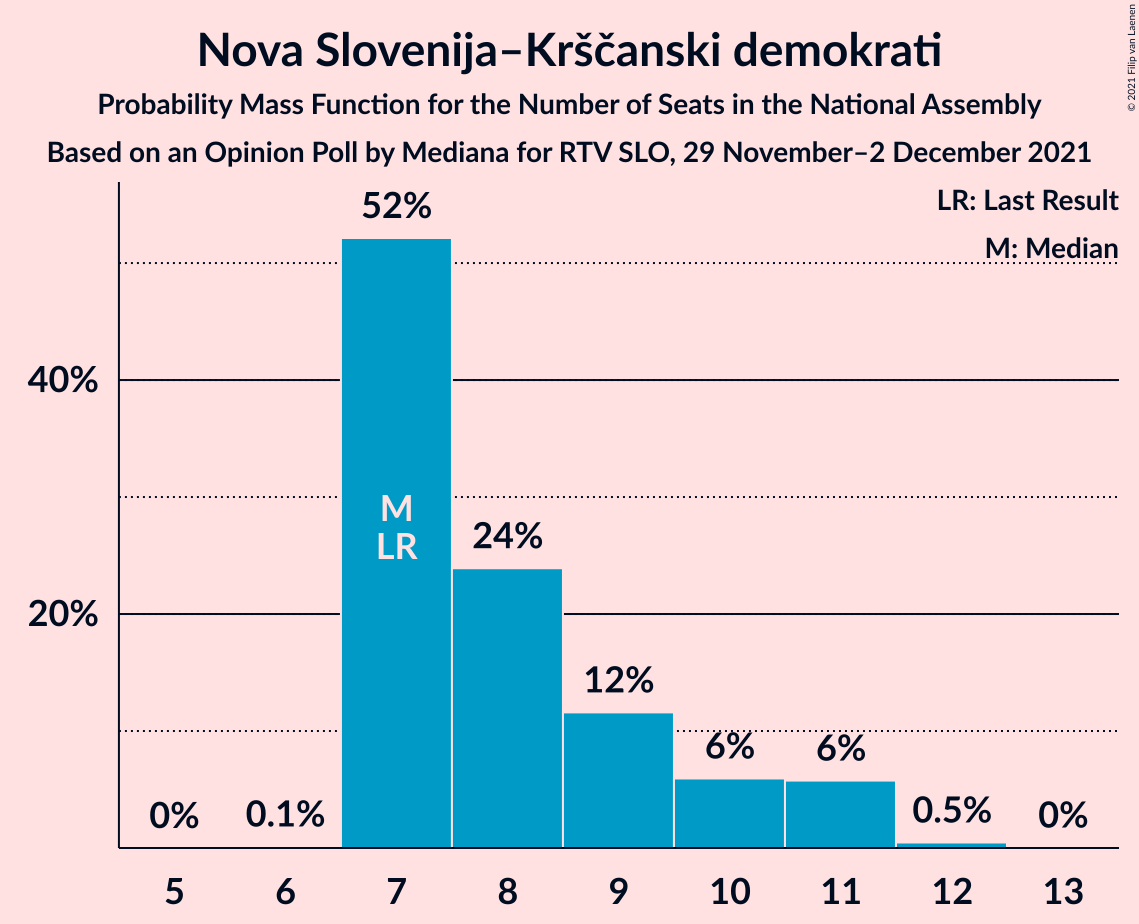 Nova Slovenija–Krščanski demokrati
Probability Mass Function for the Number of Seats in the National Assembly
Based on an Opinion Poll by Mediana for RTV SLO, 29 November–2 December 2021
© 2021 Filip van Laenen
LR: Last Result
M: Median
52%
40%
M
LR
24%
20%
12%
6%
6%
0%
0.1%
0.5%
0%
5 6 7 8 9 10 11 12 13